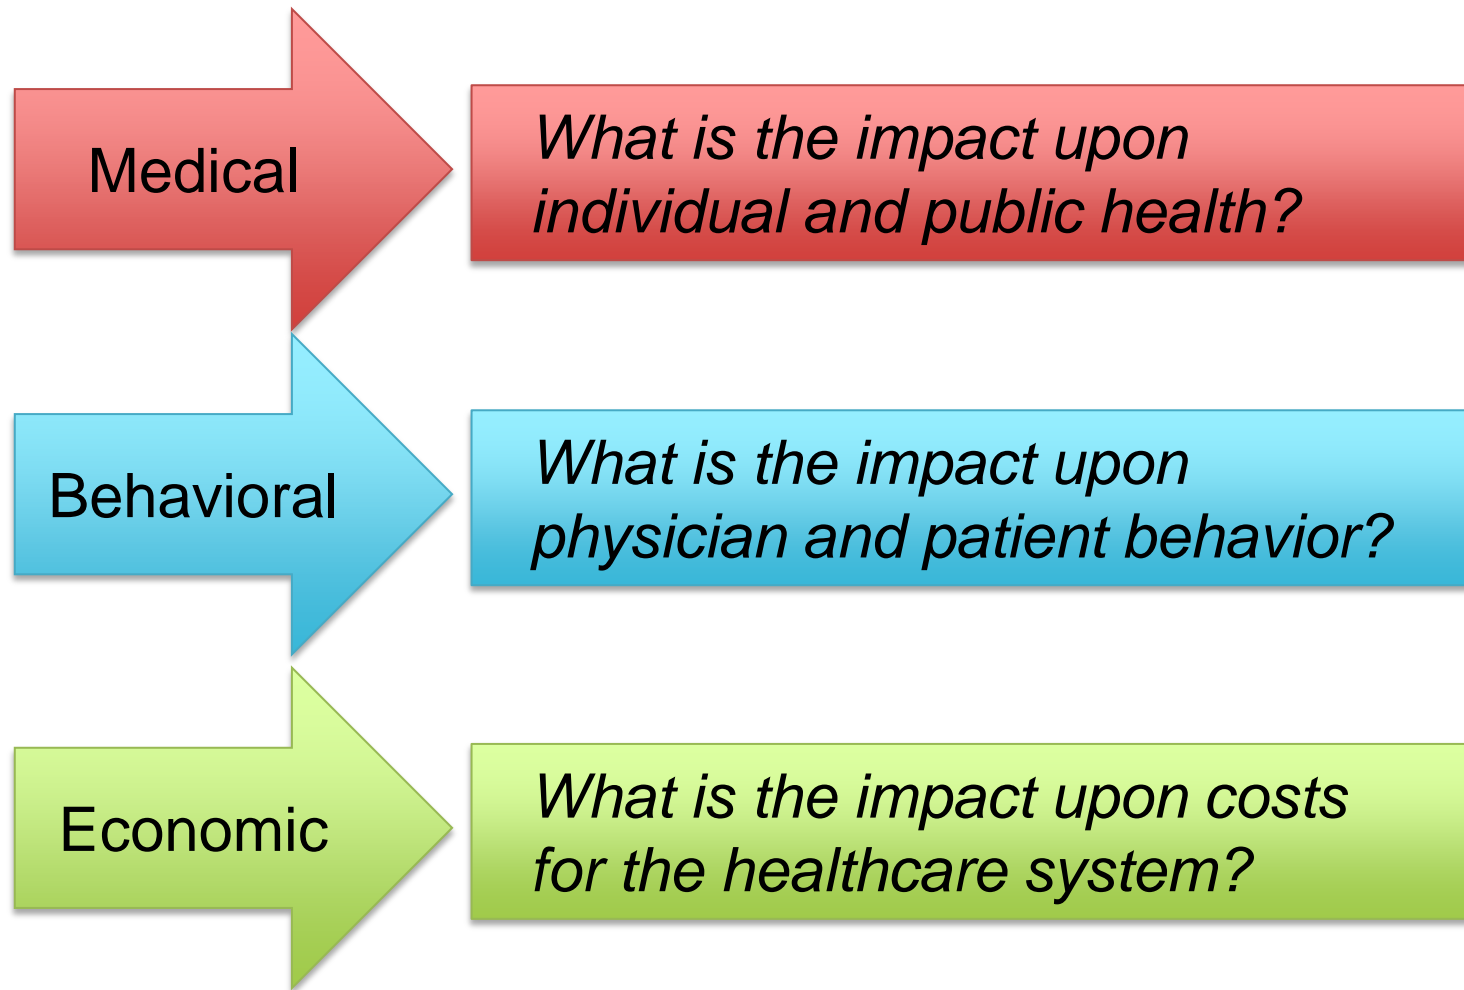 Medical
What is the impact upon
individual and public health?
Behavioral
What is the impact upon
physician and patient behavior?
Economic
What is the impact upon costs
for the healthcare system?